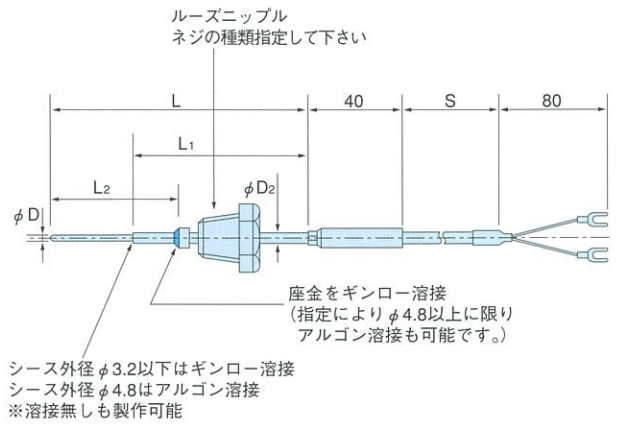 ルーズニップル
ネジの種類指定して下さい
L
40
S
80
L1
L2
φD2
φD
座金をギンロー溶接
（指定によりφ4.8以上に限り
アルゴン溶接も可能です。）
シース外径φ3.2以下はギンロー溶接
シース外径φ4.8はアルゴン溶接
※溶接無しも製作可能